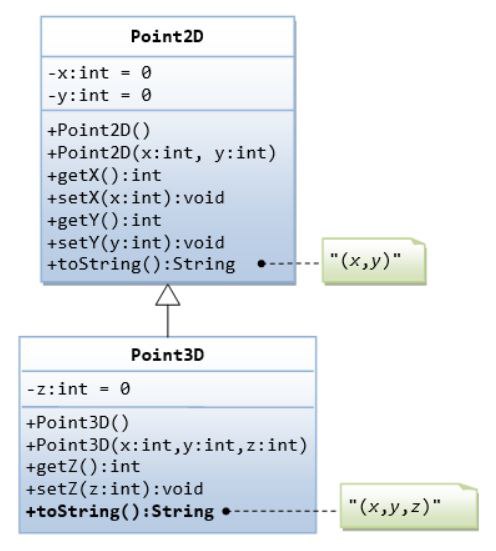 Point2D
-x:int = 0
-y:int = 0
+Point2D()
+Point2D(x:int, y:int)
+getX():int
+setX(x:int):void
+getY():int
+setY(y:int):void
+toString():String
"(x,y)"
Point3D
-z:int = 0
+Point3D()
+Point3D(x:int,y:int,z:int)
+getZ():int
+setZ(z:int):void
+toString():String
"(x,y,z)"